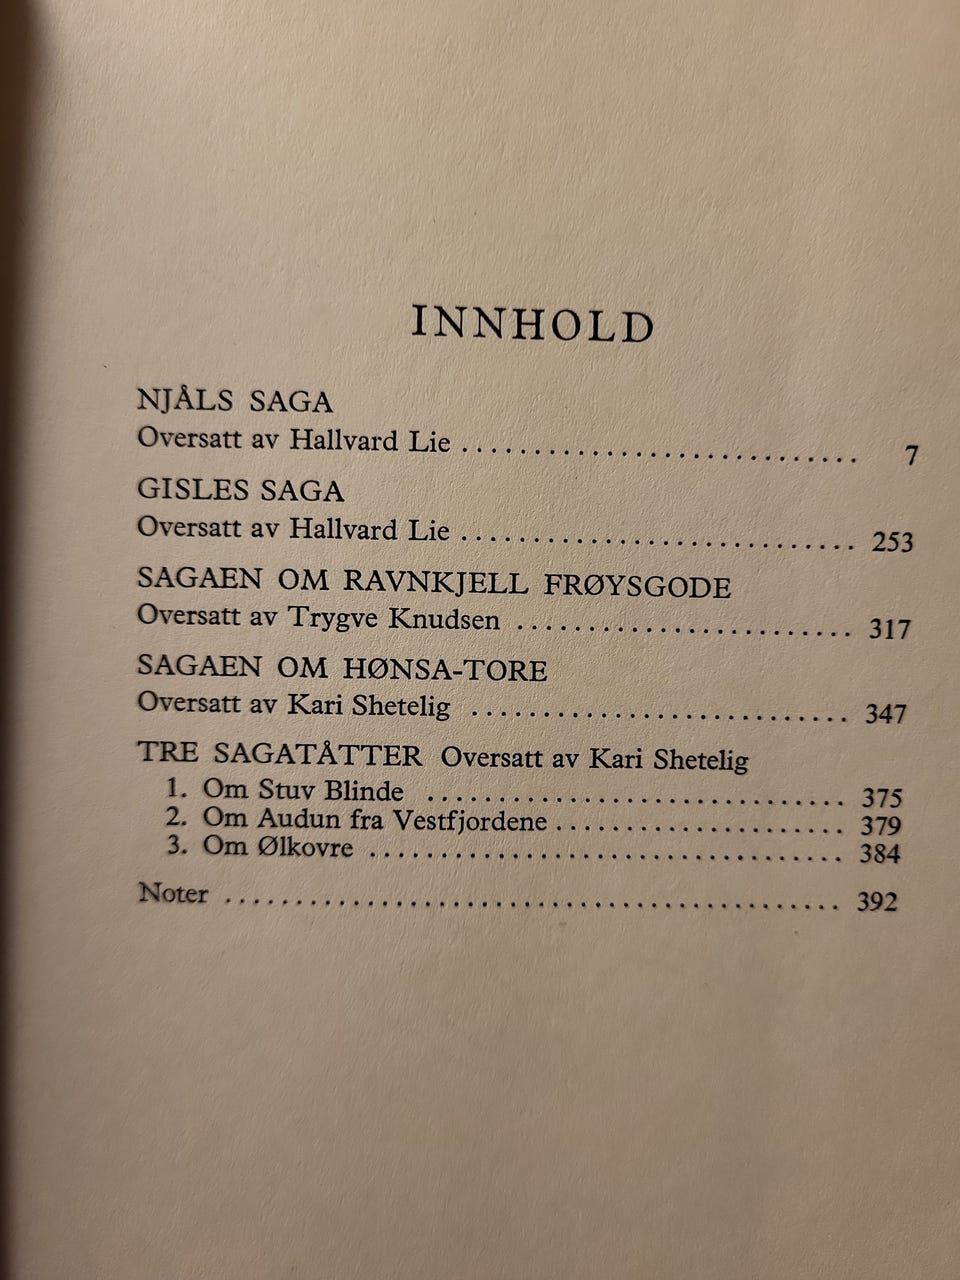 INNHOLD
NJÅLS SAGA
Oversatt av Hallvard Lie ............................ 7
GISLES SAGA
Oversatt av Hallvard Lie ............................ 253
SAGAEN OM RAVNKJELL FRØYSGODE
Oversatt av Trygve Knudsen ........................ 317
SAGAEN OM HØNSA-TORE
Oversatt av Kari Shetelig ........................... 347
TRE SAGATÅTTER Oversatt av Kari Shetelig
1. Om Stuv Blinde ............................. 375
2. Om Audun fra Vestfjordene .................... 379
3. Om Ølkovre ................................. 384
Noter ........................................... 392